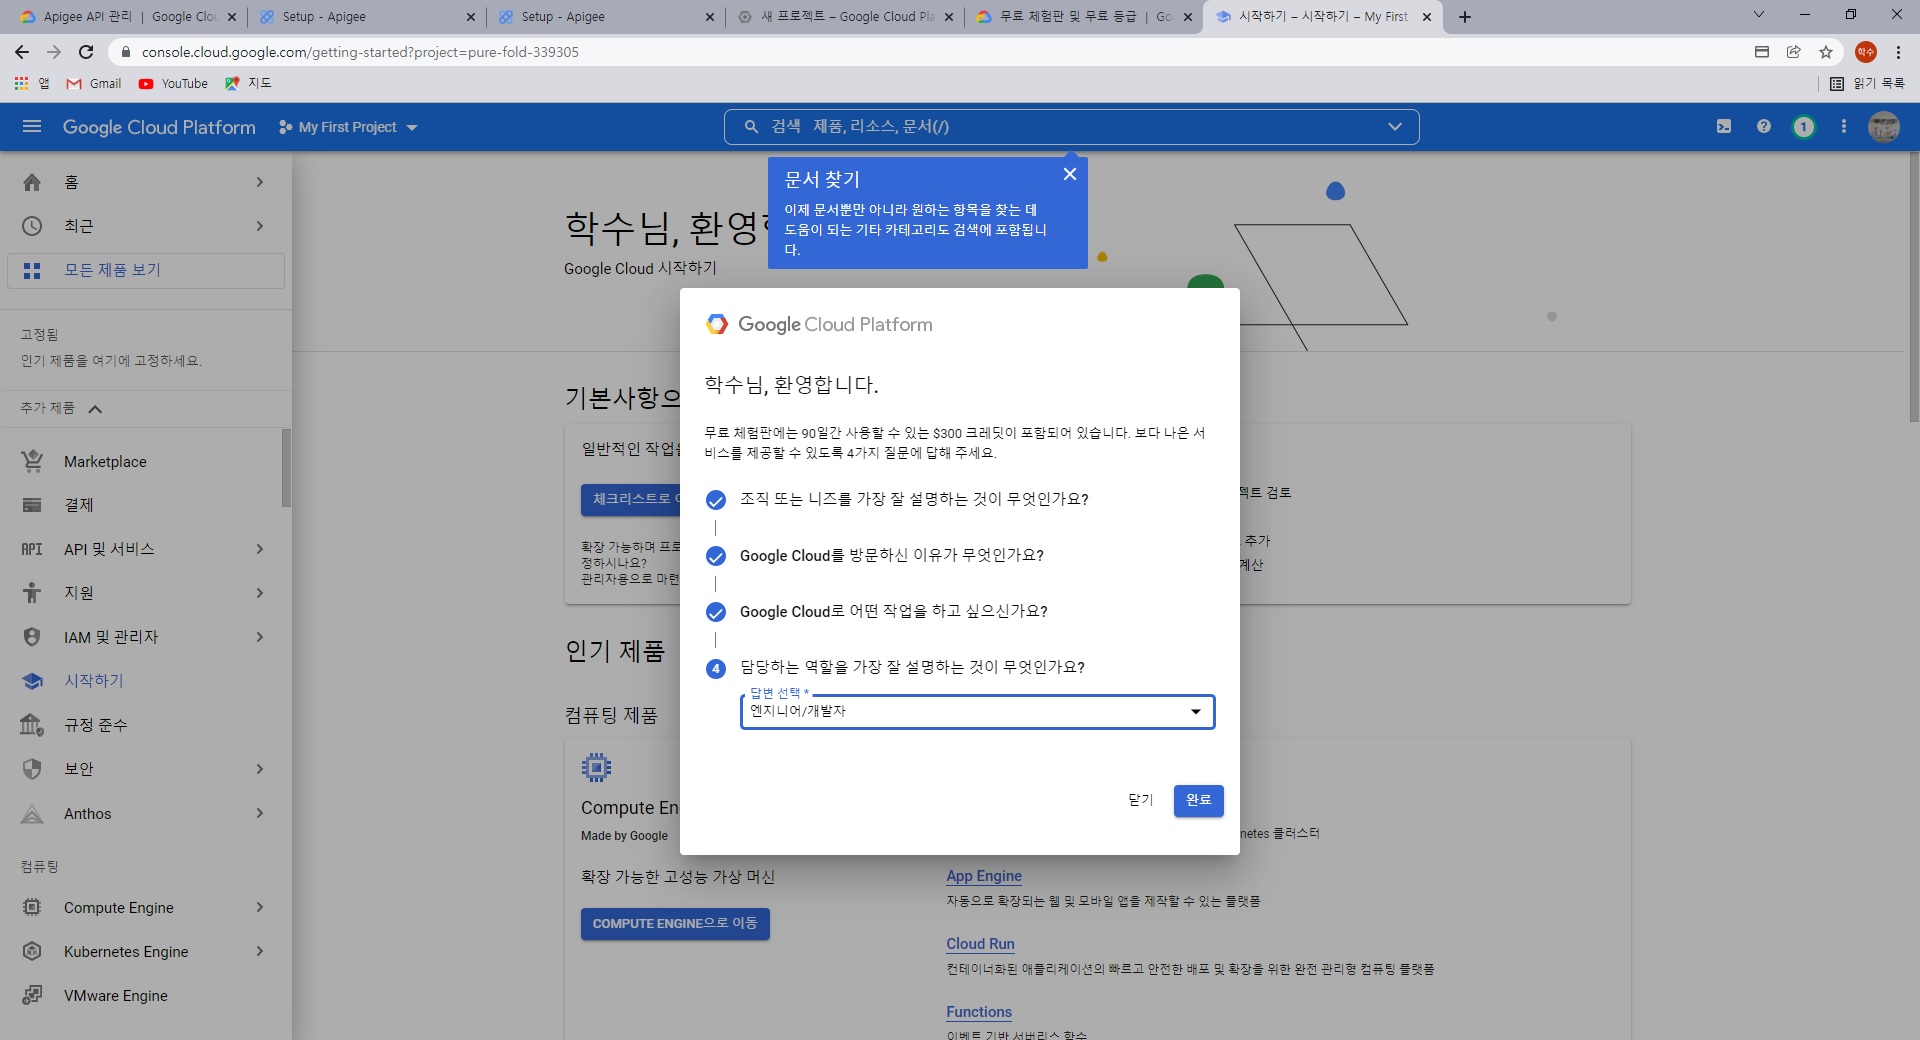 Apigee API 관리 | Google Clou
Setup - Apigee
Setup - Apigee
새 프로젝트 – Google Cloud Pla
무료 체험판 및 무료 등급 | Go
시작하기 – 시작하기 – My First
console.cloud.google.com/getting-started?project=pure-fold-339305
학수
앱
Gmail
YouTube
지도
읽기 목록
Google Cloud Platform
My First Project
검색 제품, 리소스, 문서(/)
1
홈
최근
모든 제품 보기
고정됨
인기 제품을 여기에 고정하세요.
추가 제품
Marketplace
결제
API
API 및 서비스
지원
IAM 및 관리자
시작하기
규정 준수
보안
Anthos
컴퓨팅
Compute Engine
Kubernetes Engine
VMware Engine
문서 찾기
이제 문서뿐만 아니라 원하는 항목을 찾는 데
도움이 되는 기타 카테고리도 검색에 포함됩니
다.
학수님, 환영
Google Cloud 시작하기
기본사항으
일반적인 작업을
체크리스트로
확장 가능하며 프로
정하시나요?
관리자용으로 마련
젝트 검토
추가
계산
Google Cloud Platform
학수님, 환영합니다.
무료 체험판에는 90일간 사용할 수 있는 $300 크레딧이 포함되어 있습니다. 보다 나은 서
비스를 제공할 수 있도록 4가지 질문에 답해 주세요.
조직 또는 니즈를 가장 잘 설명하는 것이 무엇인가요?
Google Cloud를 방문하신 이유가 무엇인가요?
Google Cloud로 어떤 작업을 하고 싶으신가요?
4 담당하는 역할을 가장 잘 설명하는 것이 무엇인가요?
답변 선택 *
엔지니어/개발자
닫기
완료
인기 제품
컴퓨팅 제품
Compute En
Made by Google
확장 가능한 고성능 가상 머신
COMPUTE ENGINE으로 이동
netes 클러스터
App Engine
자동으로 확장되는 웹 및 모바일 앱을 제작할 수 있는 플랫폼
Cloud Run
컨테이너화된 애플리케이션의 빠르고 안전한 배포 및 확장을 위한 완전 관리형 컴퓨팅 플랫폼
Functions
이벤트 기반 서버리스 함수